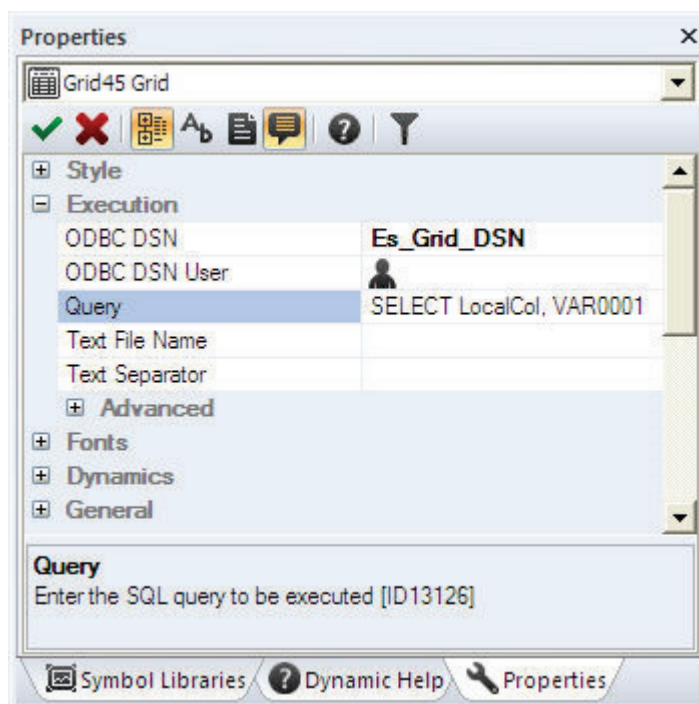 Properties
Grid45 Grid
Ab
Style
Execution
ODBC DSN Es_Grid_DSN
ODBC DSN User
Query SELECT LocalCol, VAR0001
Text File Name
Text Separator
Advanced
Fonts
Dynamics
General
Query
Enter the SQL query to be executed [ID13126]
Symbol Libraries Dynamic Help Properties